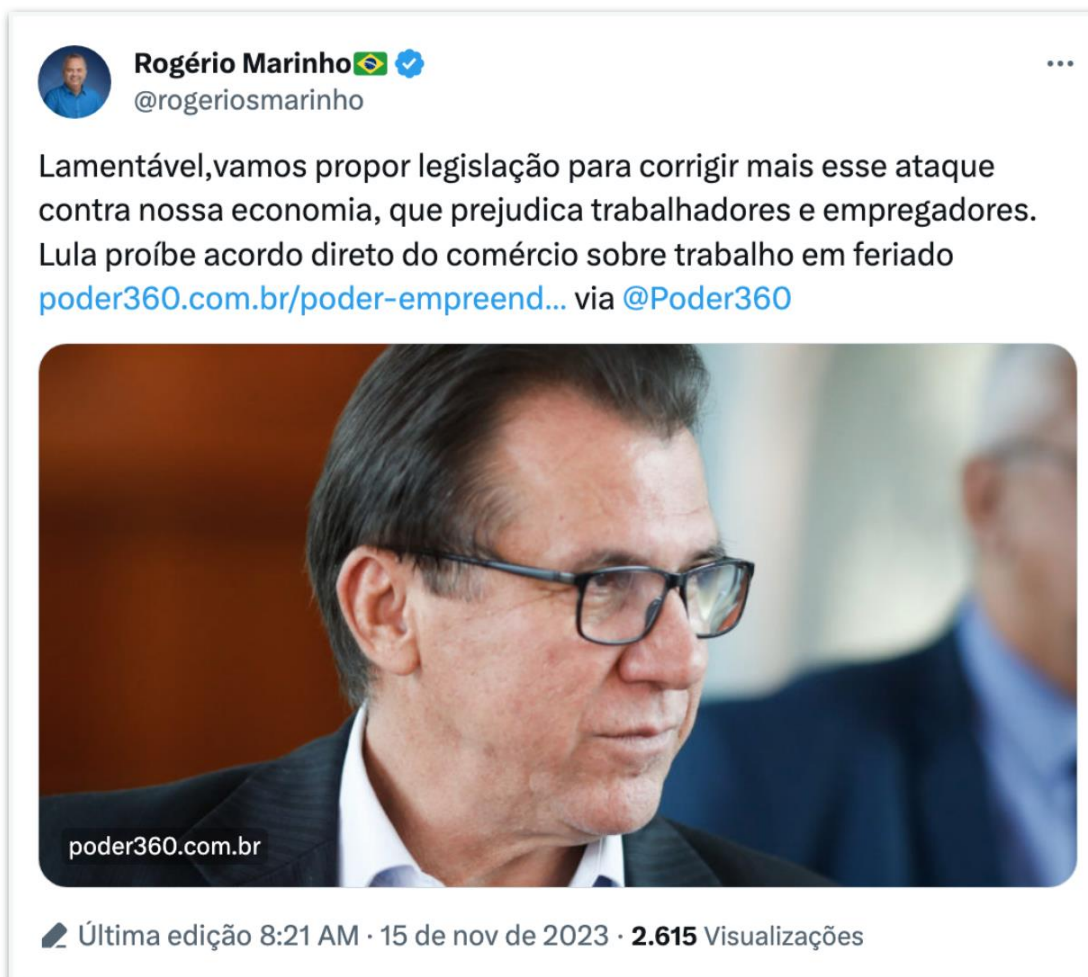 Rogério Marinho🇧🇷
@rogeriosmarinho
Lamentável,vamos propor legislação para corrigir mais esse ataque
contra nossa economia, que prejudica trabalhadores e empregadores.
Lula proíbe acordo direto do comércio sobre trabalho em feriado
poder360.com.br/poder-empreend... via @Poder360
poder360.com.br
Última edição 8:21 AM · 15 de nov de 2023 · 2.615 Visualizações